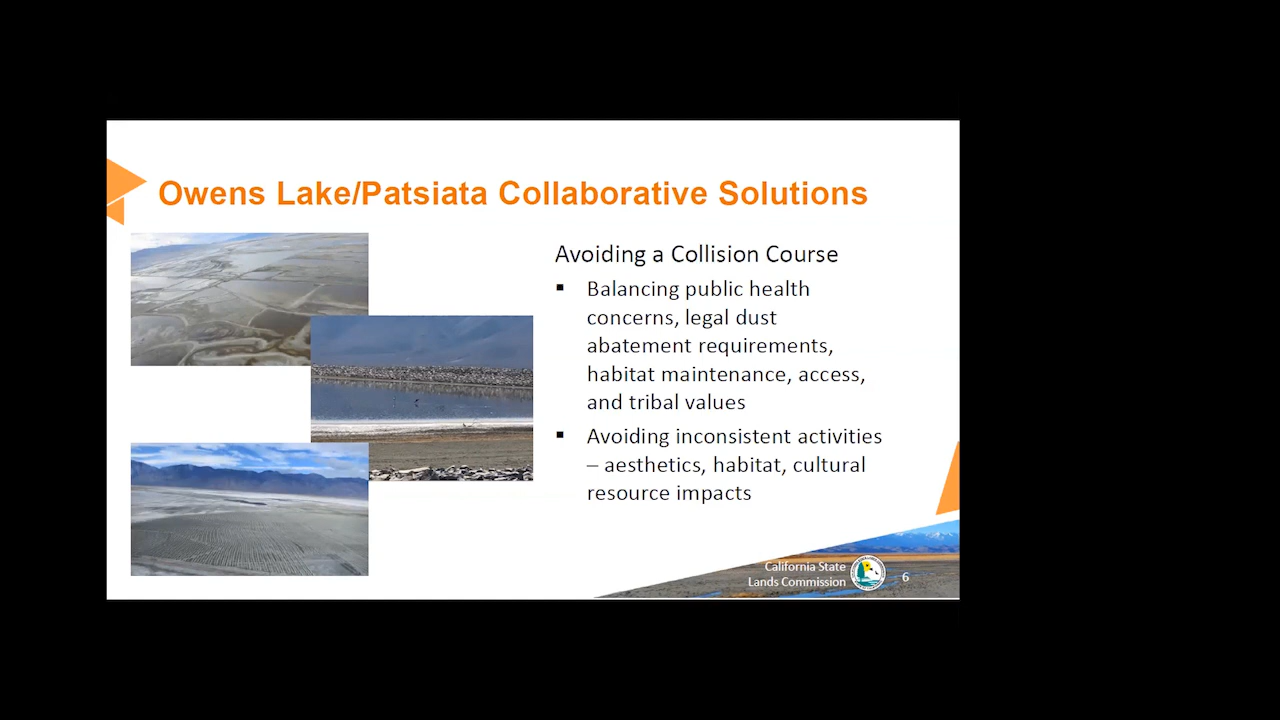 Owens Lake/Patsiata Collaborative Solutions
Avoiding a Collision Course
▪ Balancing public health
concerns, legal dust
abatement requirements,
habitat maintenance, access,
and tribal values
▪ Avoiding inconsistent activities
– aesthetics, habitat, cultural
resource impacts
California State
Lands Commission
6